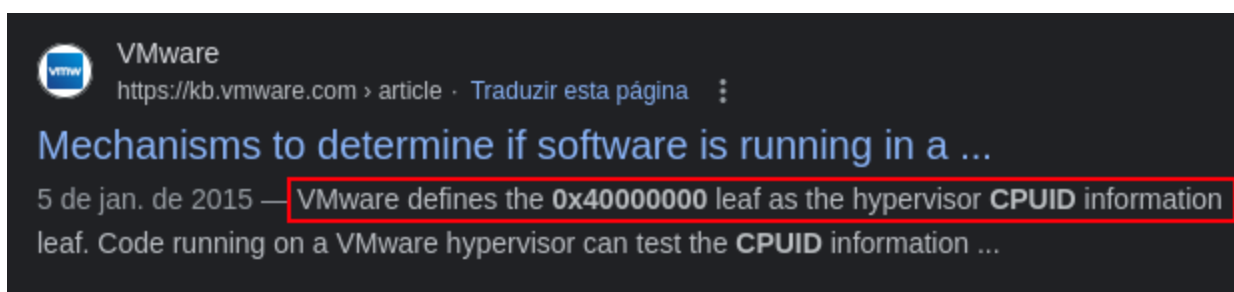 VMware
vmw
https://kb.vmware.com › article · Traduzir esta página
Mechanisms to determine if software is running in a ...
5 de jan. de 2015 — VMware defines the 0x40000000 leaf as the hypervisor CPUID information
leaf. Code running on a VMware hypervisor can test the CPUID information ...